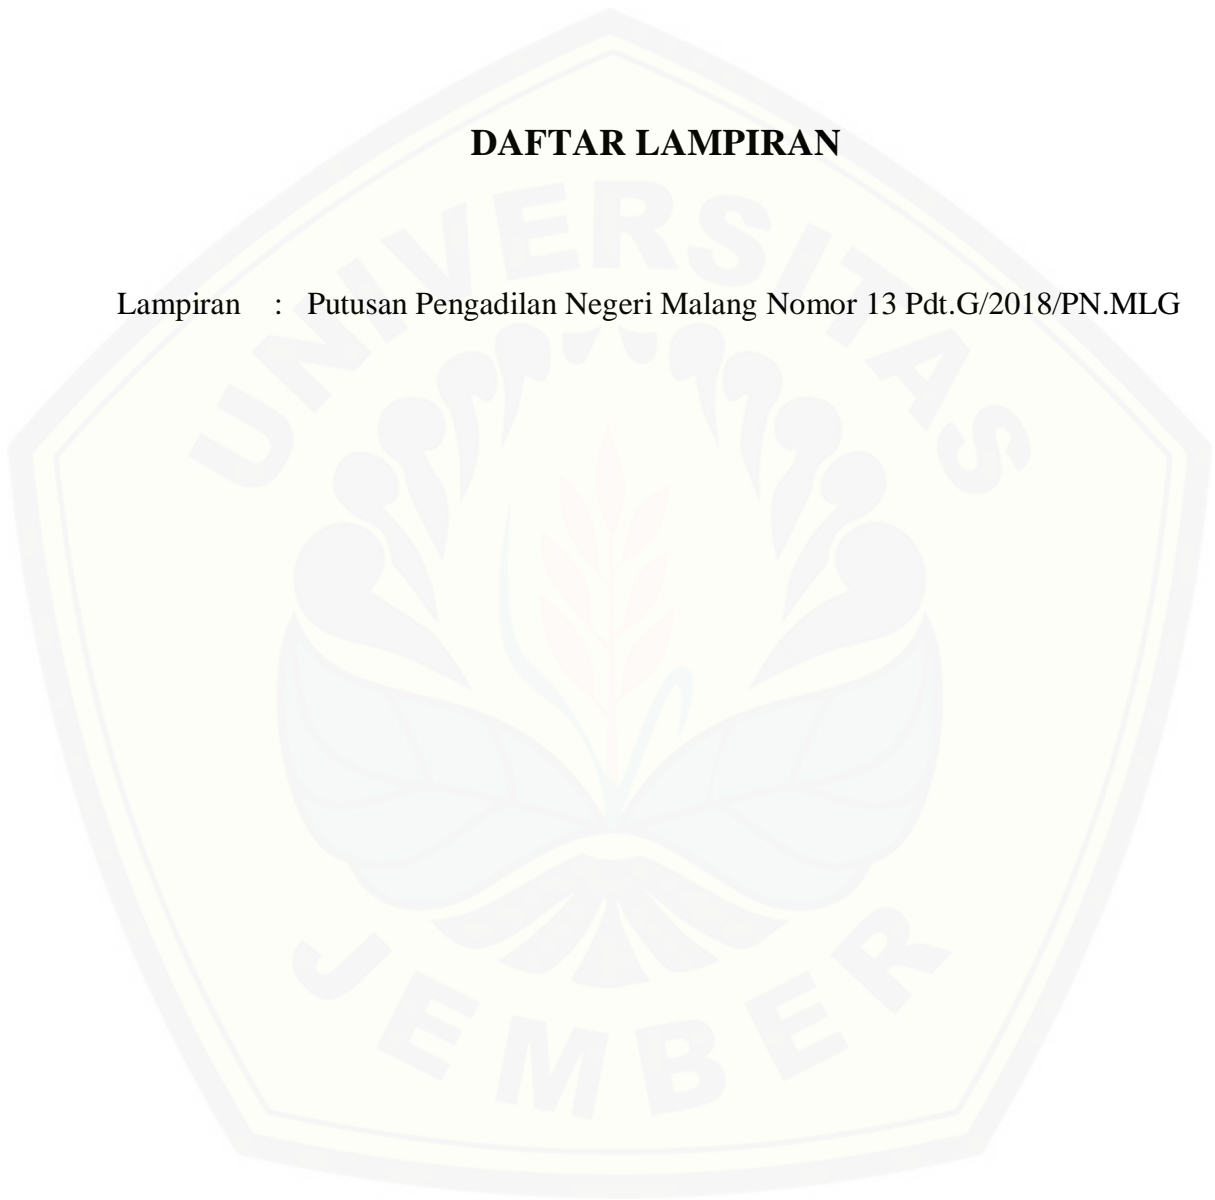 DAFTAR LAMPIRAN
Lampiran : Putusan Pengadilan Negeri Malang Nomor 13 Pdt.G/2018/PN.MLG
UNIVERSITAS
JEMBER